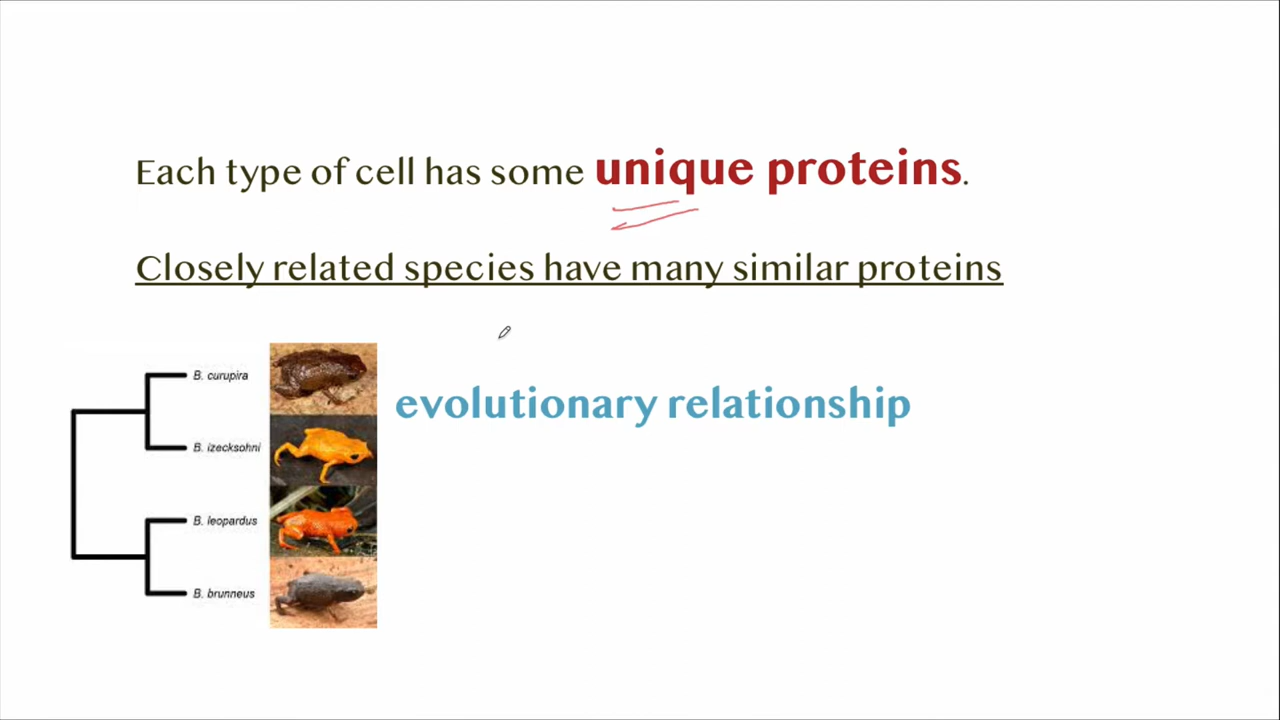 Each type of cell has some unique proteins.
Closely related species have many similar proteins
B. curupira
evolutionary relationship
B. izecksohni
B. leopardus
B. brunneus